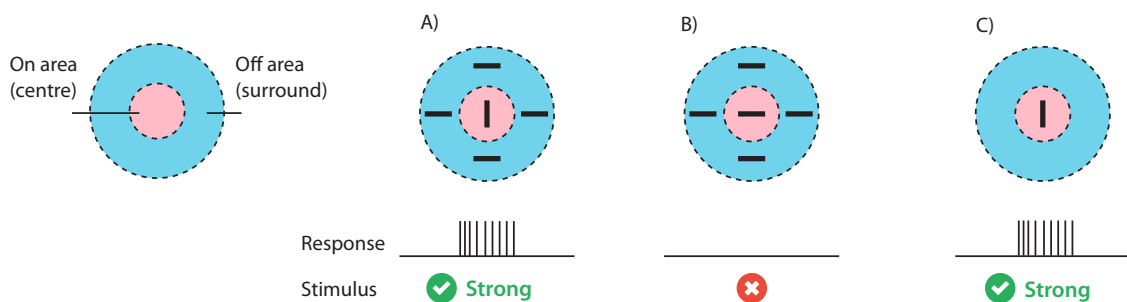 On area
(centre)
Off area
(surround)
A)
B)
C)
Response
Stimulus
Strong
Strong